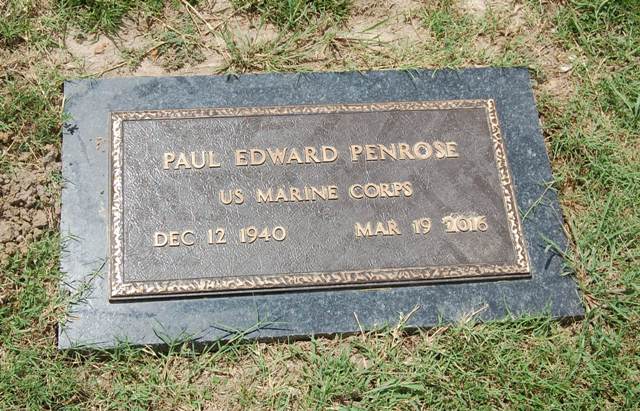 PAUL EDWARD PENROSE
US MARINE CORPS
DEC 12 1940 MAR 19 2016